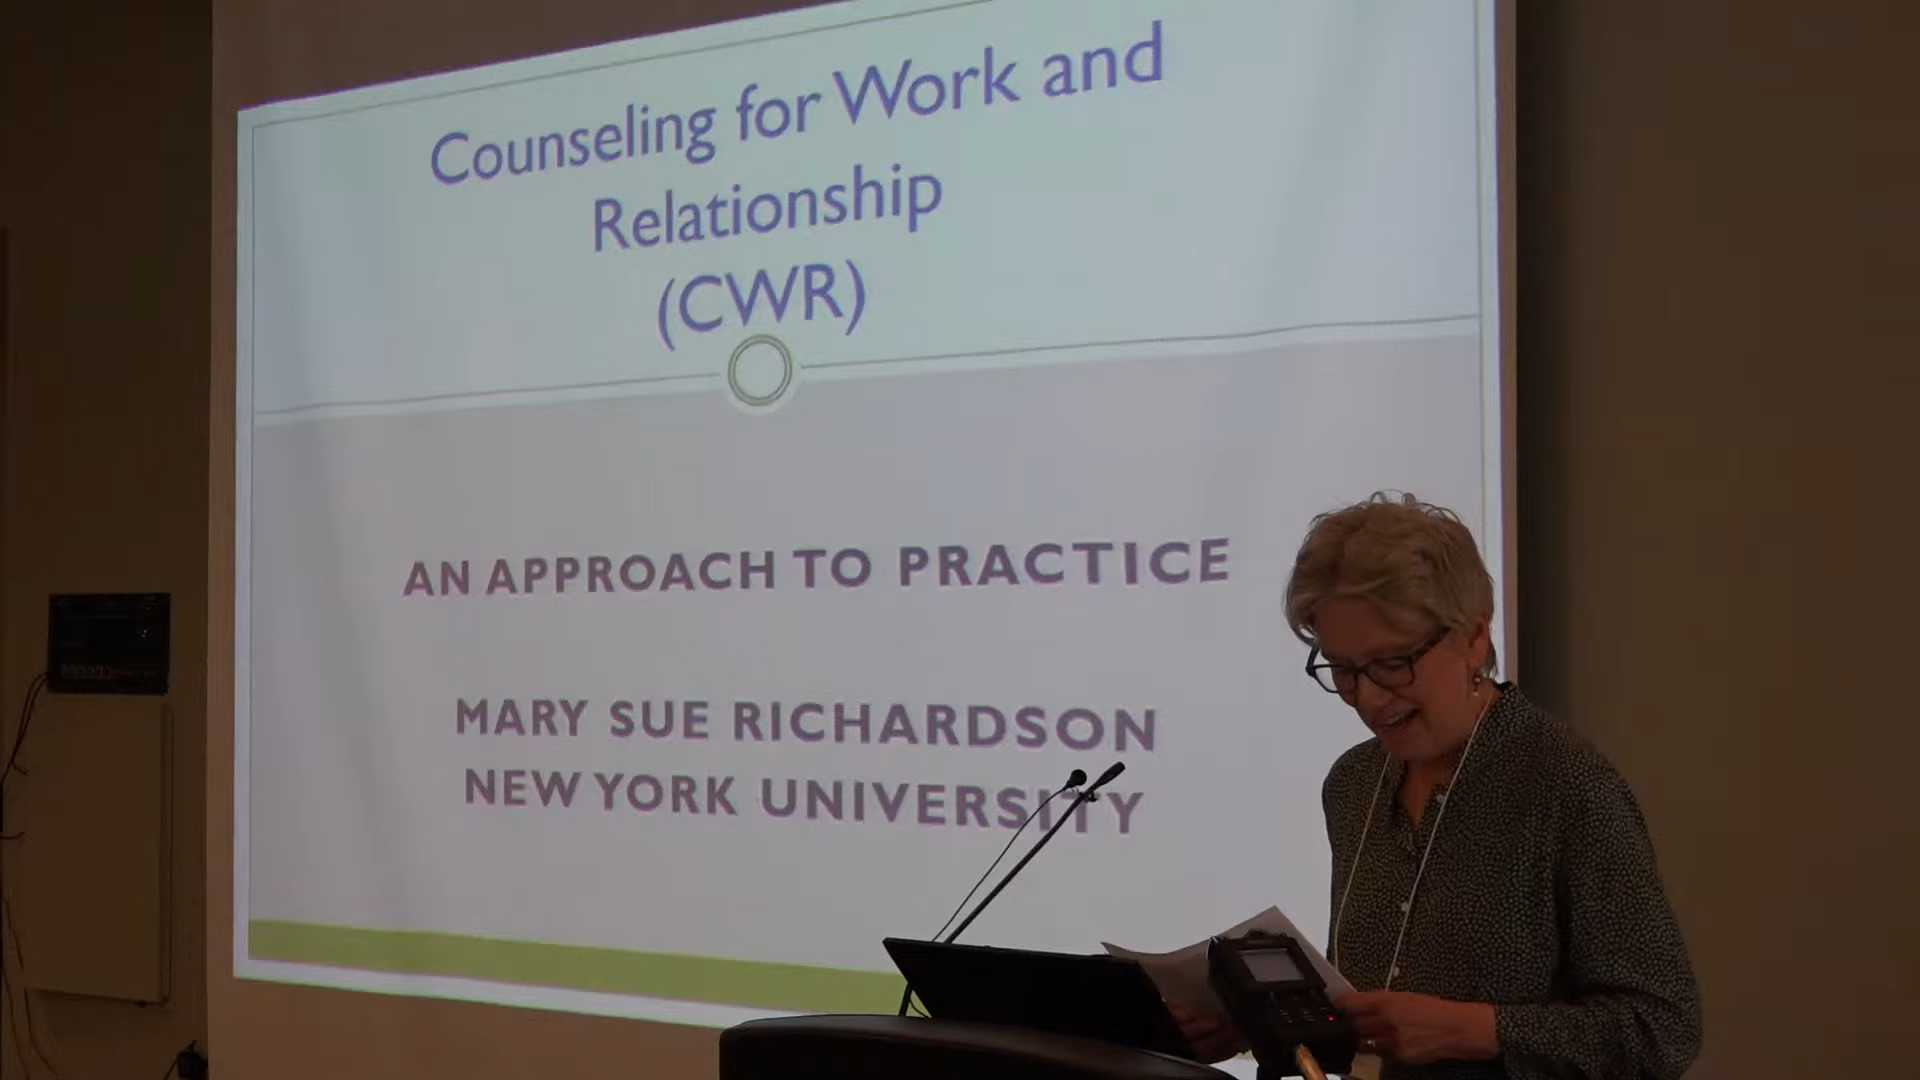 Counseling for Work and
Relationship
(CWR)
AN APPROACH TO PRACTICE
MARY SUE RICHARDSON
NEW YORK UNIVERSITY